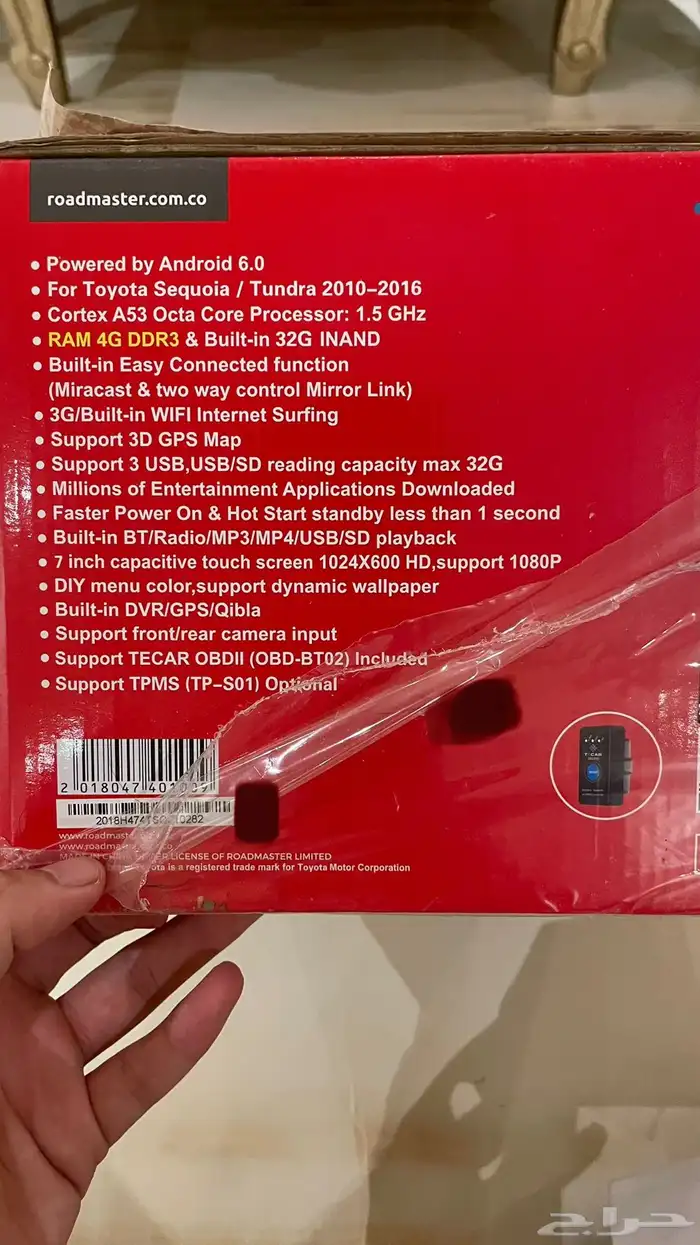 roadmaster.com.co
• Powered by Android 6.0
• For Toyota Sequoia / Tundra 2010-2016
• Cortex A53 Octa Core Processor: 1.5 GHz
• RAM 4G DDR3 & Built-in 32G INAND
• Built-in Easy Connected function
(Miracast & two way control Mirror Link)
• 3G/Built-in WIFI Internet Surfing
• Support 3D GPS Map
• Support 3 USB,USB/SD reading capacity max 32G
• Millions of Entertainment Applications Downloaded
• Faster Power On & Hot Start standby less than 1 second
• Built-in BT/Radio/MP3/MP4/USB/SD playback
• 7 inch capacitive touch screen 1024X600 HD,support 1080P
• DIY menu color,support dynamic wallpaper
• Built-in DVR/GPS/Qibla
• Support front/rear camera input
• Support TECAR OBDII (OBD-BT02) Included
• Support TPMS (TP-S01) Optional
TECAR
2 018047
LICENSE OF ROADMASTER LIMITED
is a registered trade mark for Toyota Motor Corporation
حراج